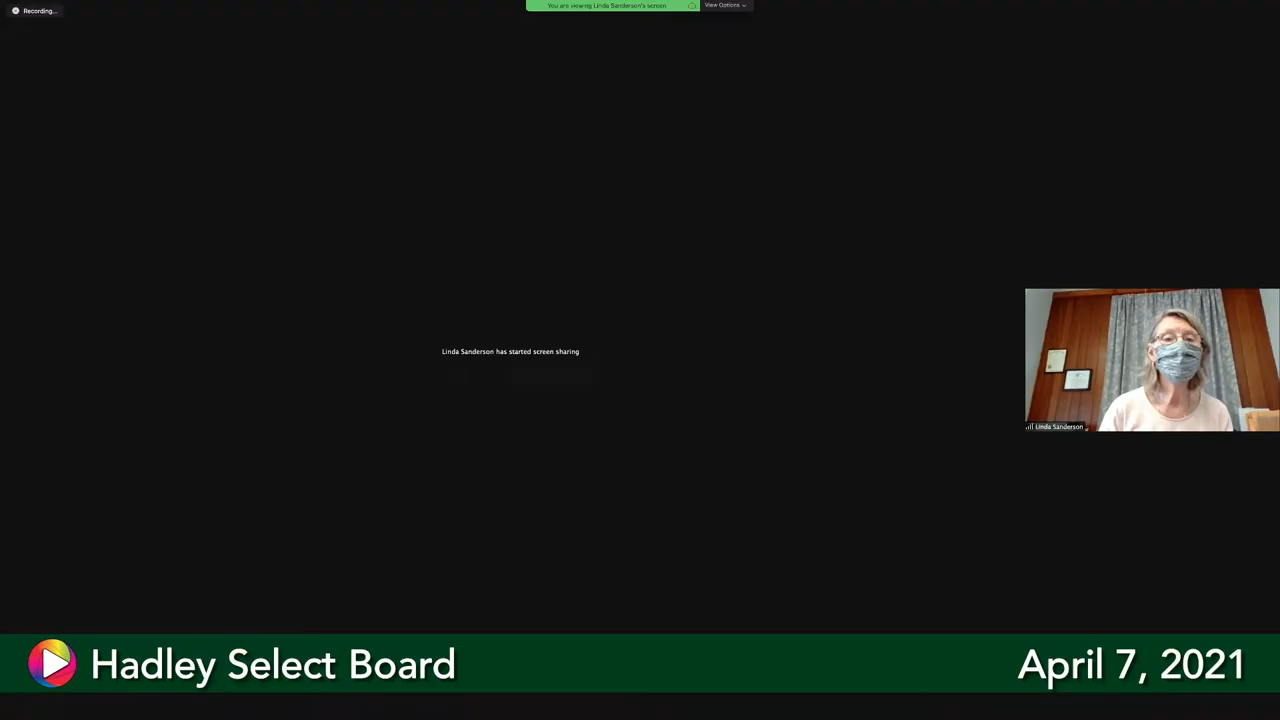 Recording...
You are viewing Linda Sanderson's screen
View Options
Linda Sanderson has started screen sharing
Linda Sanderson
Hadley Select Board
April 7, 2021